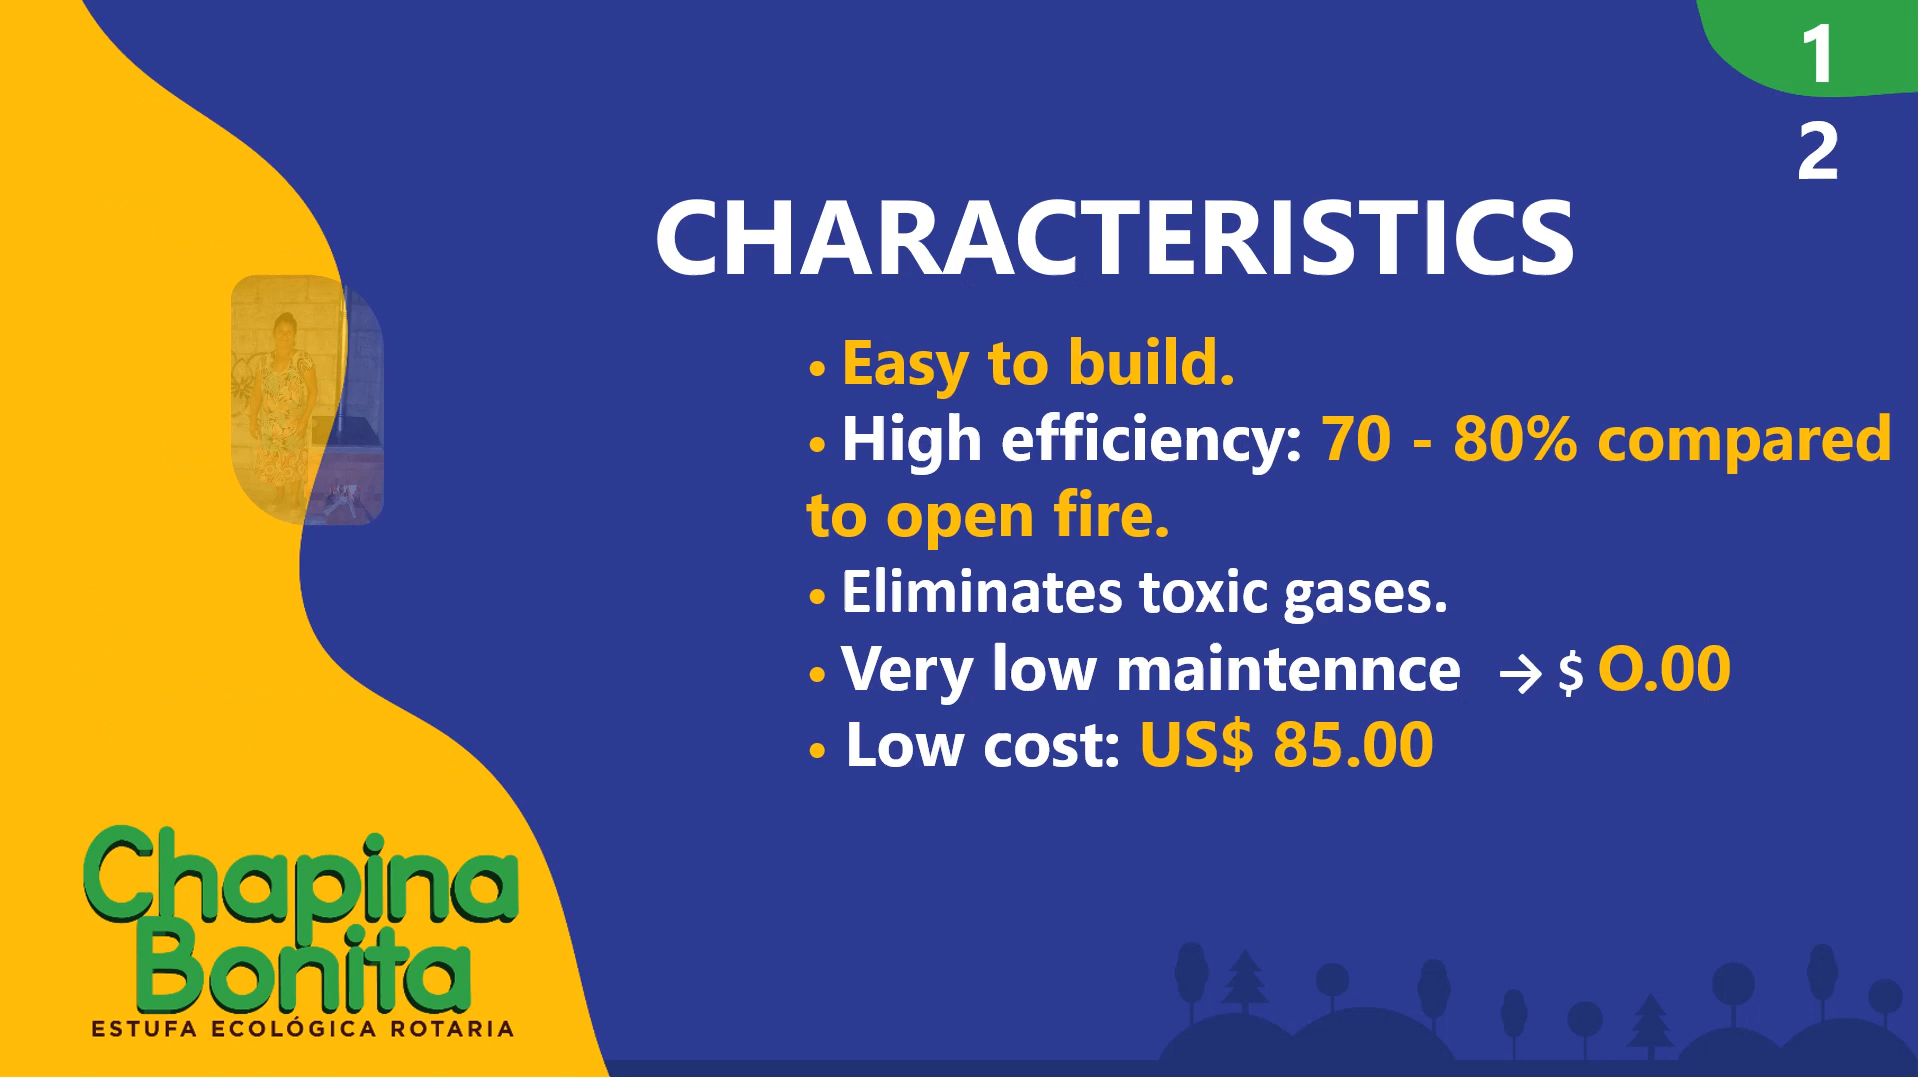 1
2
CHARACTERISTICS
• Easy to build.
• High efficiency: 70 - 80% compared
to open fire.
• Eliminates toxic gases.
• Very low maintennce → $ O.00
• Low cost: US$ 85.00
Chapina
Bonita
ESTUFA ECOLÓGICA ROTARIA